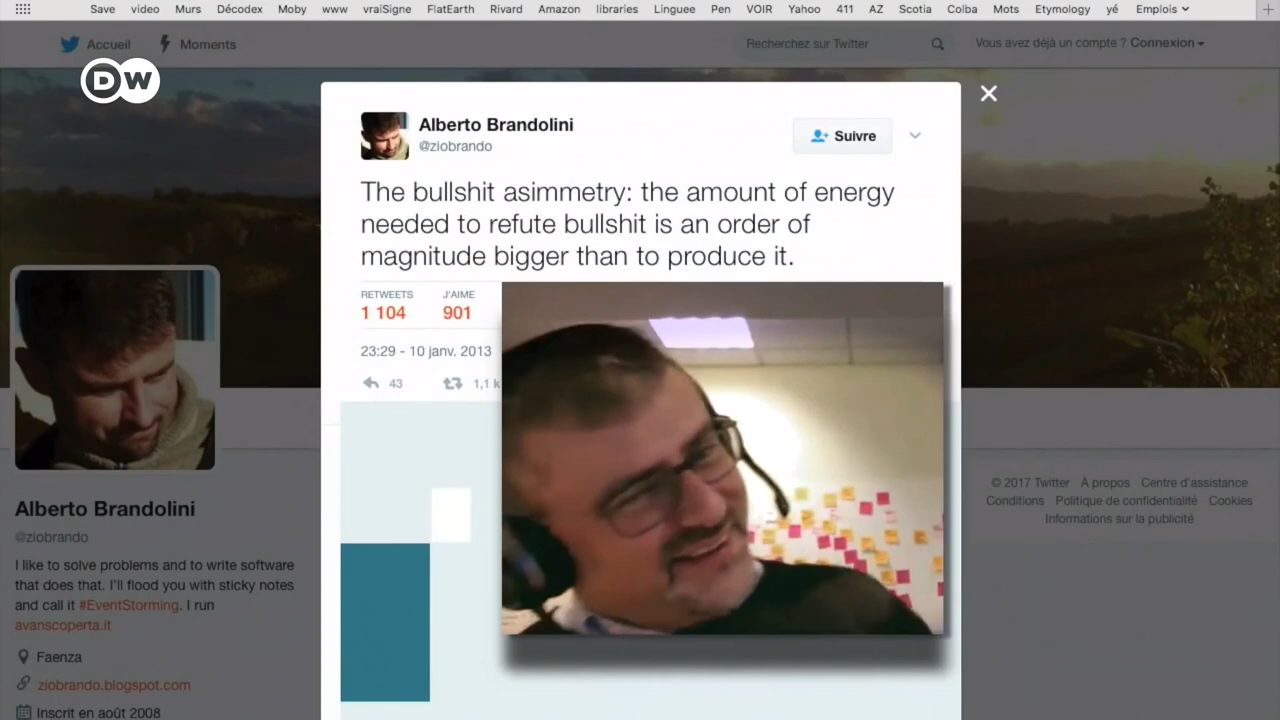 Save video Murs Décodex Moby www vraiSigne FlatEarth Rivard Amazon libraries Linguee Pen VOIR Yahoo 411 AZ Scotia Colba Mots Etymology yé Emplois
Accueil Moments Recherchez sur Twitter Vous avez déjà un compte ? Connexion
DW
Alberto Brandolini
@ziobrando
Suivre
The bullshit asimmetry: the amount of energy
needed to refute bullshit is an order of
magnitude bigger than to produce it.
RETWEETS J'AIME
1 104 901
23:29 - 10 janv. 2013
43 1,1 k
Alberto Brandolini
@ziobrando
I like to solve problems and to write software
that does that. I'll flood you with sticky notes
and call it #EventStorming. I run
avanscoperta.it
Faenza
ziobrando.blogspot.com
Inscrit en août 2008
© 2017 Twitter À propos Centre d'assistance
Conditions Politique de confidentialité Cookies
Informations sur la publicité